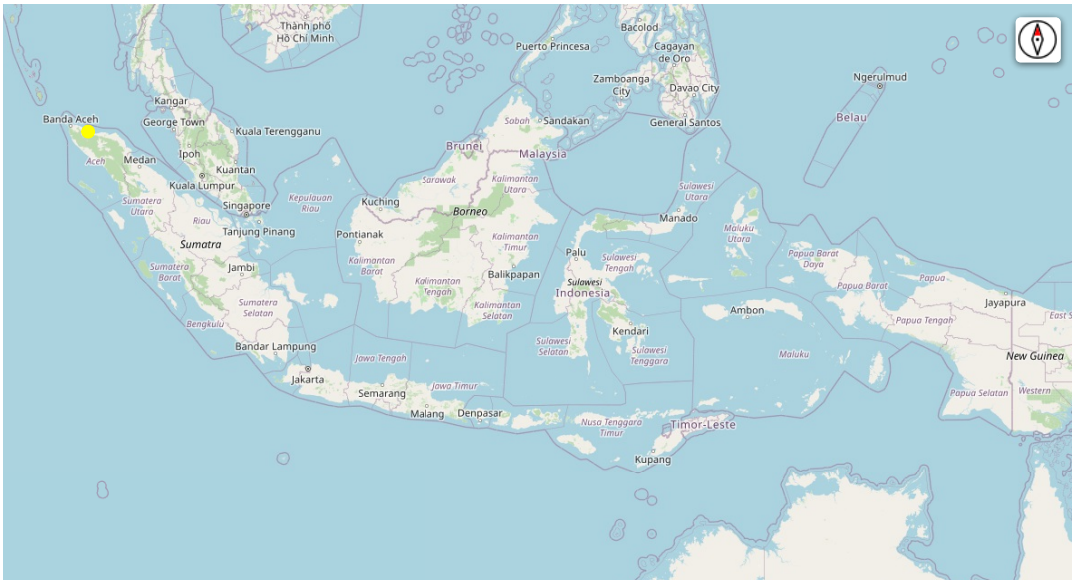 Thành phố
Hồ Chí Minh
Bacolod
Puerto Princesa
Cagayan
de Oro
Zamboanga
City
Davao City
Ngerulmud
Kangar
Banda Aceh
George Town
Kuala Terengganu
Sabah
Sandakan
General Santos
Belau
Brunei
Malaysia
Ipoh
Aceh
Medan
Kuantan
Kuala Lumpur
Sarawak
Kalimantan
Utara
Sulawesi
Utara
Sumatera
Utara
Riau
Singapore
Kepulauan
Riau
Kuching
Borneo
Manado
Tanjung Pinang
Pontianak
Kalimantan
Timur
Maluku
Utara
Sumatra
Palu
Sumatera
Barat
Jambi
Kalimantan
Barat
Balikpapan
Sulawesi
Tengah
Papua Barat
Daya
Kalimantan
Tengah
Sulawesi
Indonesia
Papua Barat
Papua
Jayapura
Sumatera
Selatan
Kalimantan
Selatan
Ambon
Papua Tengah
East S
Bengkulu
Kendari
Bandar Lampung
Sulawesi
Selatan
Sulawesi
Tenggara
Maluku
New Guinea
Jawa Tengah
Jakarta
Semarang
Jawa Timur
Papua Selatan
Western
Malang
Denpasar
Nusa Tenggara
Timur
Timor-Leste
Kupang